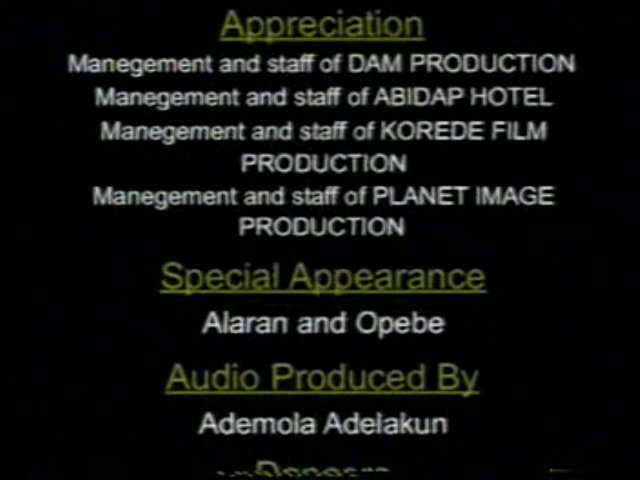 Appreciation
Manegement and staff of DAM PRODUCTION
Manegement and staff of ABIDAP HOTEL
Manegement and staff of KOREDE FILM
PRODUCTION
Manegement and staff of PLANET IMAGE
PRODUCTION
Special Appearance
Alaran and Opebe
Audio Produced By
Ademola Adelakun